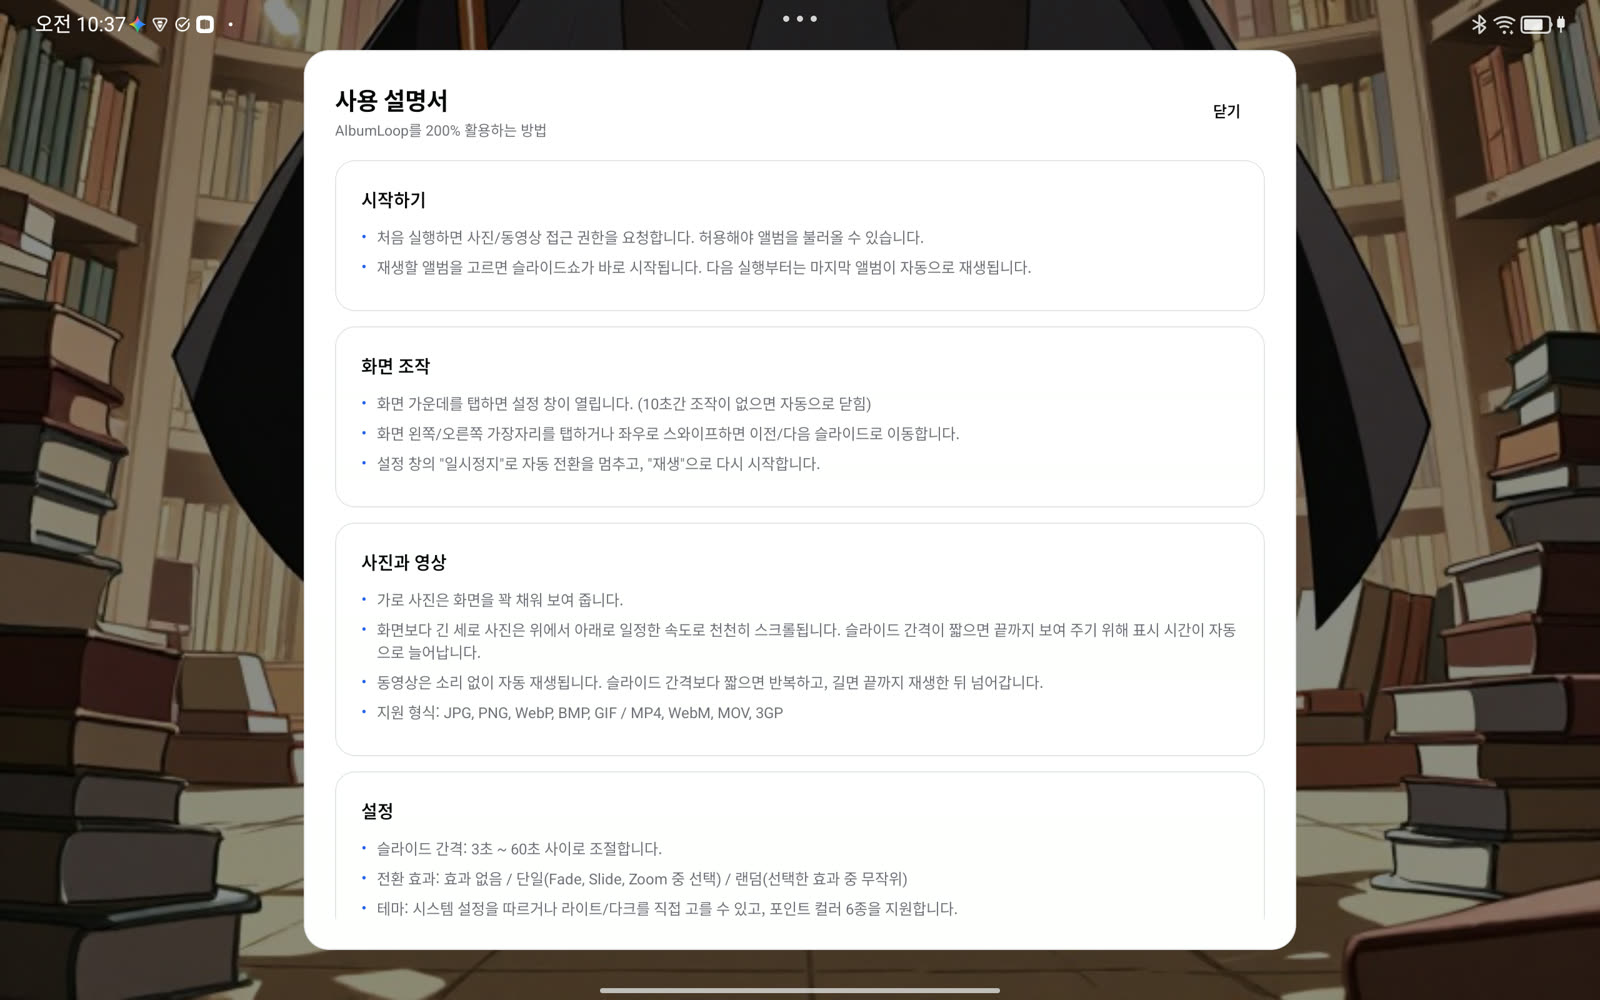 오전 10:37
사용 설명서
닫기
AlbumLoop를 200% 활용하는 방법
시작하기
• 처음 실행하면 사진/동영상 접근 권한을 요청합니다. 허용해야 앨범을 불러올 수 있습니다.
• 재생할 앨범을 고르면 슬라이드쇼가 바로 시작됩니다. 다음 실행부터는 마지막 앨범이 자동으로 재생됩니다.
화면 조작
• 화면 가운데를 탭하면 설정 창이 열립니다. (10초간 조작이 없으면 자동으로 닫힘)
• 화면 왼쪽/오른쪽 가장자리를 탭하거나 좌우로 스와이프하면 이전/다음 슬라이드로 이동합니다.
• 설정 창의 "일시정지"로 자동 전환을 멈추고, "재생"으로 다시 시작합니다.
사진과 영상
• 가로 사진은 화면을 꽉 채워 보여 줍니다.
• 화면보다 긴 세로 사진은 위에서 아래로 일정한 속도로 천천히 스크롤됩니다. 슬라이드 간격이 짧으면 끝까지 보여 주기 위해 표시 시간이 자동
으로 늘어납니다.
• 동영상은 소리 없이 자동 재생됩니다. 슬라이드 간격보다 짧으면 반복하고, 길면 끝까지 재생한 뒤 넘어갑니다.
• 지원 형식: JPG, PNG, WebP, BMP, GIF / MP4, WebM, MOV, 3GP
설정
• 슬라이드 간격: 3초 ~ 60초 사이로 조절합니다.
• 전환 효과: 효과 없음 / 단일(Fade, Slide, Zoom 중 선택) / 랜덤(선택한 효과 중 무작위)
• 테마: 시스템 설정을 따르거나 라이트/다크를 직접 고를 수 있고, 포인트 컬러 6종을 지원합니다.